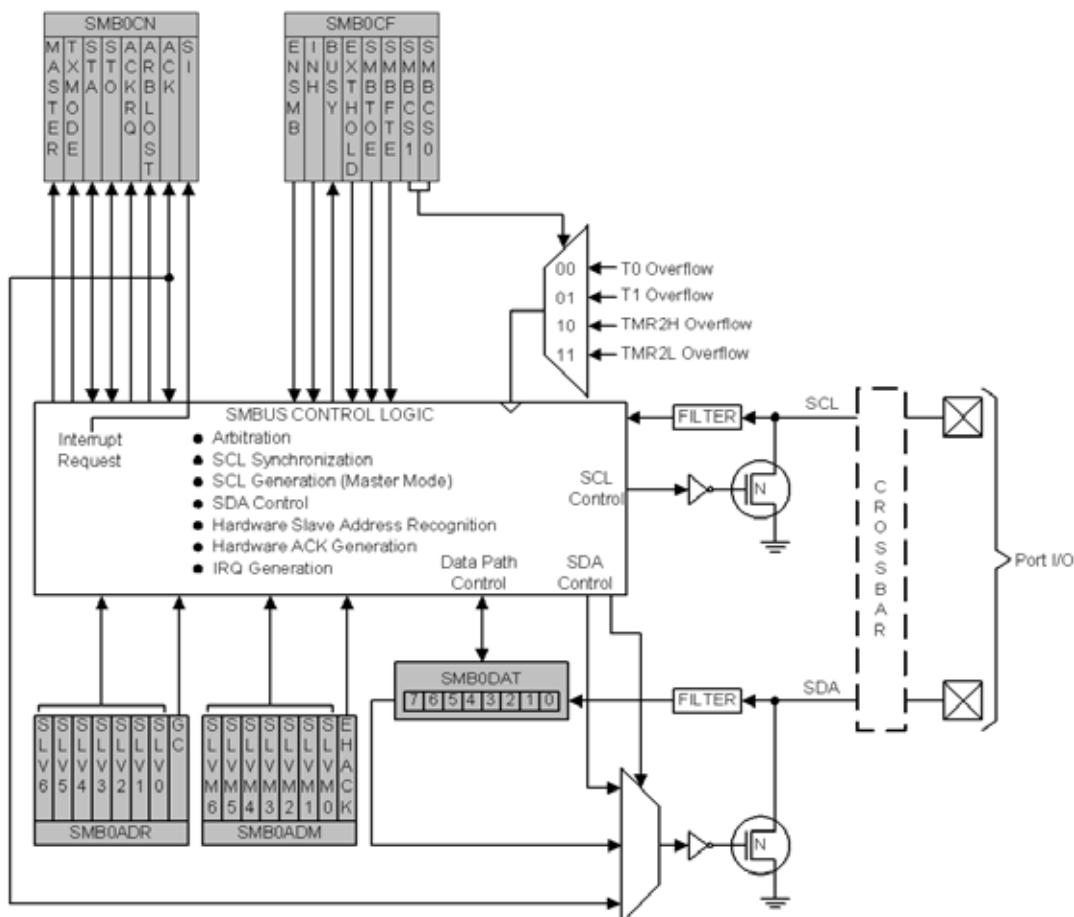 SMB0CN
MASTER
TXMODE
STA
STO
ACKRQ
ARBLOST
ACK
SI
SMB0CF
ENSMB
INH
BUSY
EXTHOLD
SMBTOE
SMBFTE
SMBCS1
SMBCS0
00
T0 Overflow
01
T1 Overflow
10
TMR2H Overflow
11
TMR2L Overflow
SMBUS CONTROL LOGIC
Interrupt
Request
Arbitration
SCL Synchronization
SCL Generation (Master Mode)
SDA Control
Hardware Slave Address Recognition
Hardware ACK Generation
IRQ Generation
SCL
Control
Data Path
Control
SDA
Control
FILTER
SCL
N
CROSSBAR
Port I/O
SMB0DAT
7 6 5 4 3 2 1 0
FILTER
SDA
SLV6
SLV5
SLV4
SLV3
SLV2
SLV1
SLV0
GC
SMB0ADR
SLVM6
SLVM5
SLVM4
SLVM3
SLVM2
SLVM1
SLVM0
EHACK
SMB0ADM
N